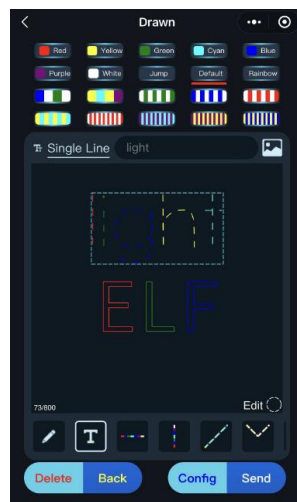 Drawn
Red Yellow Green Cyan Blue
Purple White Jump Default Rainbow
Single Line light
light
ELF
73/800 Edit
T
Delete Back Config Send